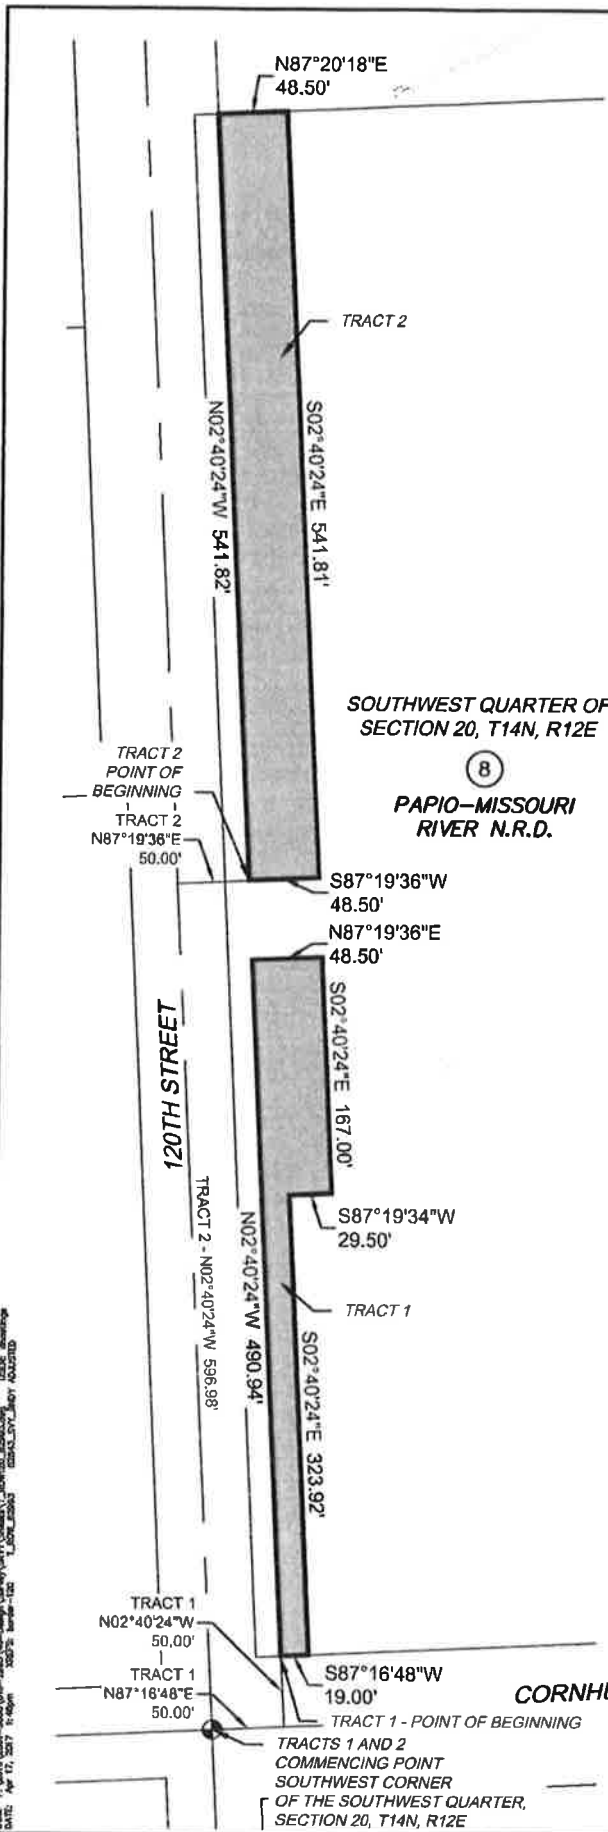 N87°20'18"E
48.50'
TRACT 2
N02°40'24"W 541.82'
S02°40'24"E 541.81'
SOUTHWEST QUARTER OF
SECTION 20, T14N, R12E
8
PAPIO-MISSOURI
RIVER N.R.D.
TRACT 2
POINT OF
BEGINNING
TRACT 2
N87°19'36"E
50.00'
S87°19'36"W
48.50'
N87°19'36"E
48.50'
S02°40'24"E 167.00'
120TH STREET
TRACT 2 - N02°40'24"W 596.98'
N02°40'24"W 490.94'
S87°19'34"W
29.50'
TRACT 1
S02°40'24"E 323.92'
TRACT 1
N02°40'24"W
50.00'
TRACT 1
N87°16'48"E
50.00'
S87°16'48"W
19.00'
CORNHU
TRACT 1 - POINT OF BEGINNING
TRACTS 1 AND 2
COMMENCING POINT
SOUTHWEST CORNER
OF THE SOUTHWEST QUARTER,
SECTION 20, T14N, R12E
DATE: Apr 17, 2017